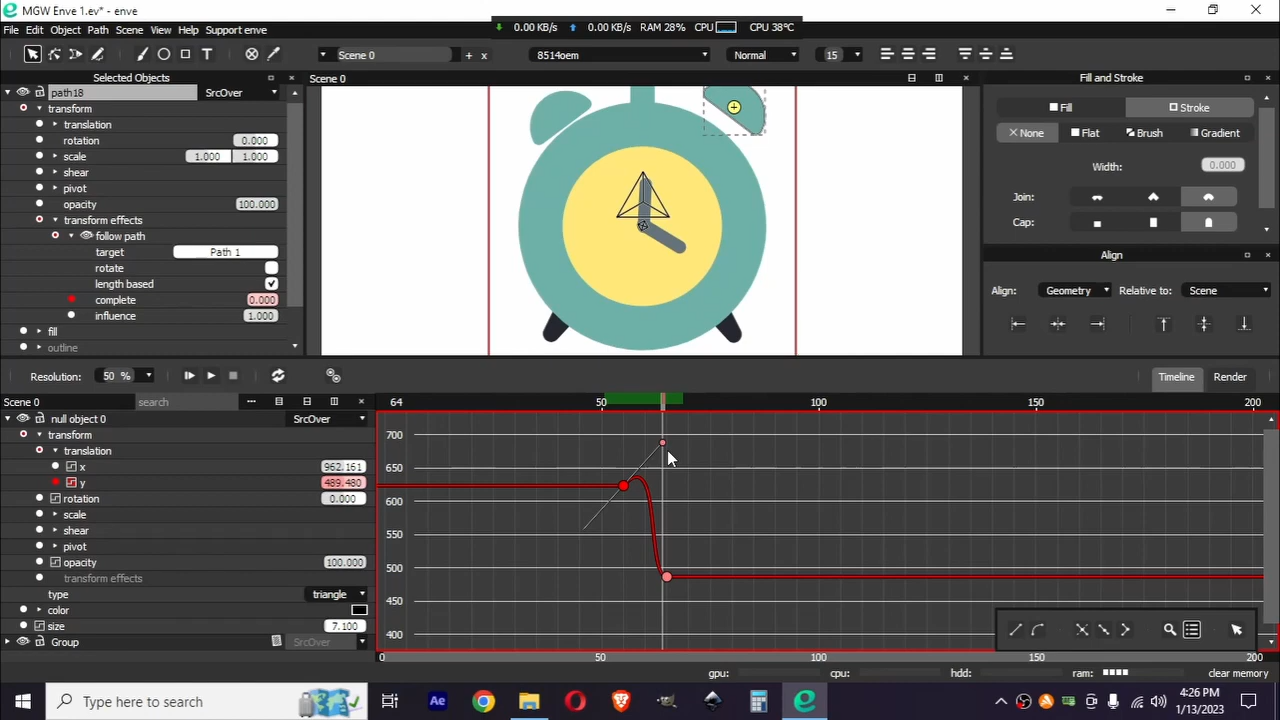 MGW Enve 1.ev* - enve
0.00 KB/s 0.00 KB/s RAM 28% CPU CPU 38°C
File Edit Object Path Scene View Help Support enve
Scene 0 + x 8514oem Normal 15
Selected Objects
Scene 0
Fill and Stroke
path18 SrcOver
transform
translation
rotation 0.000
scale 1.000 1.000
shear
pivot
opacity 100.000
transform effects
follow path
target Path 1
rotate
length based
complete 0.000
influence 1.000
fill
outline
Fill Stroke
None Flat Brush Gradient
Width: 0.000
Join:
Cap:
Align
Align: Geometry Relative to: Scene
Resolution: 50 % Timeline Render
Scene 0 search 64 50 100 150 200
null object 0 SrcOver
transform
translation
x 962.161
y 489.480
rotation 0.000
scale
shear
pivot
opacity 100.000
transform effects
type triangle
color
size 7.100
Group SrcOver
700
650
600
550
500
450
400
0 50 100 150 200
gpu: cpu: hdd: ram: clear memory
Type here to search
Ae
4:26 PM
1/13/2023